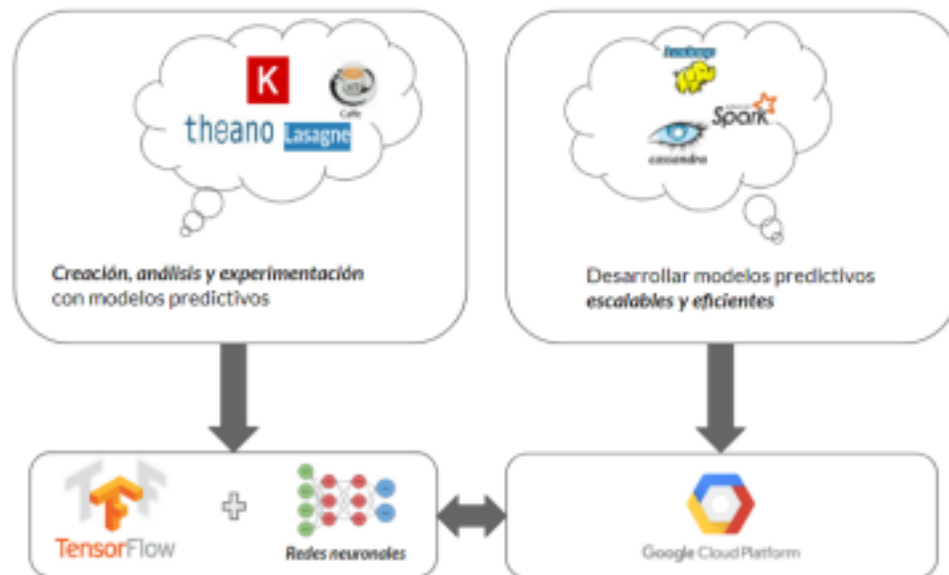 K
Caffe
theano
Lasagne
Creación, análisis y experimentación
con modelos predictivos
Spark
cassandra
Desarrollar modelos predictivos
escalables y eficientes
TensorFlow
Redes neuronales
Google Cloud Platform